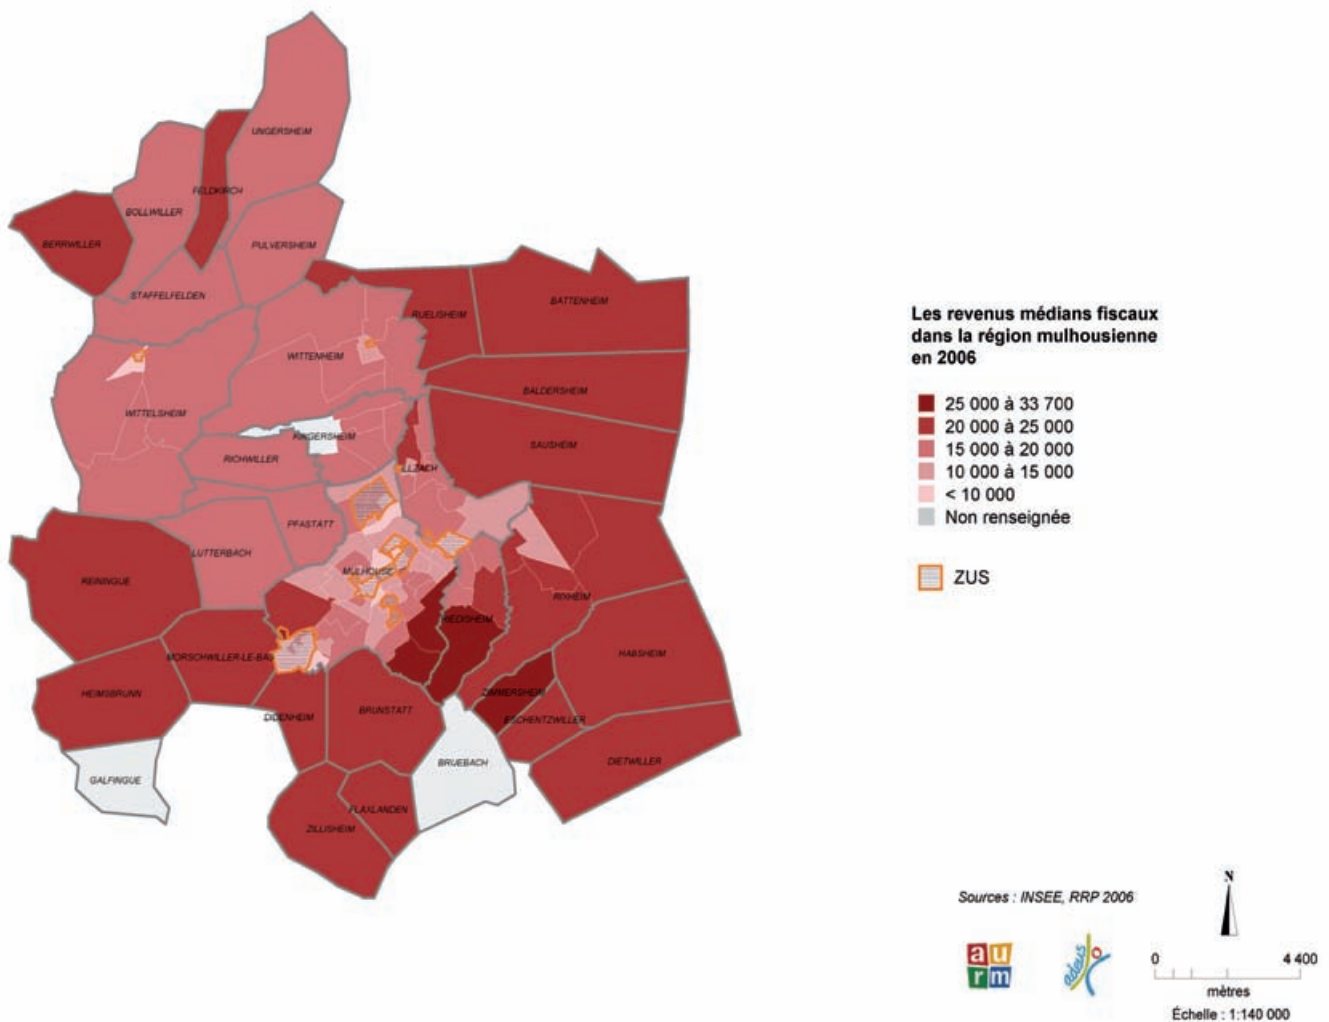 UNGERSHEIM
FELDKIRCH
BOLLWILLER
BERRWILLER
PULVERSHEIM
STAFFELFELDEN
BATTENHEIM
RUELISHEIM
WITTENHEIM
BALDERSHEIM
WITTELSHEIM
KINGERSHEIM
SAUSHEIM
RICHWILLER
ILLZACH
PFASTATT
LUTTERBACH
MULHOUSE
REININGUE
RIXHEIM
RIEDISHEIM
MORSCHWILLER-LE-BAS
HABSHEIM
HEIMSBRUNN
ZIMMERSHEIM
BRUNSTATT
DIDENHEIM
ESCHENTZWILLER
BRUEBACH
DIETWILLER
GALFINGUE
FLAXLANDEN
ZILLISHEIM
Les revenus médians fiscaux
dans la région mulhousienne
en 2006
25 000 à 33 700
20 000 à 25 000
15 000 à 20 000
10 000 à 15 000
< 10 000
Non renseignée
ZUS
Sources : INSEE, RRP 2006
N
au
rm
adeus
0 4 400
mètres
Échelle : 1:140 000